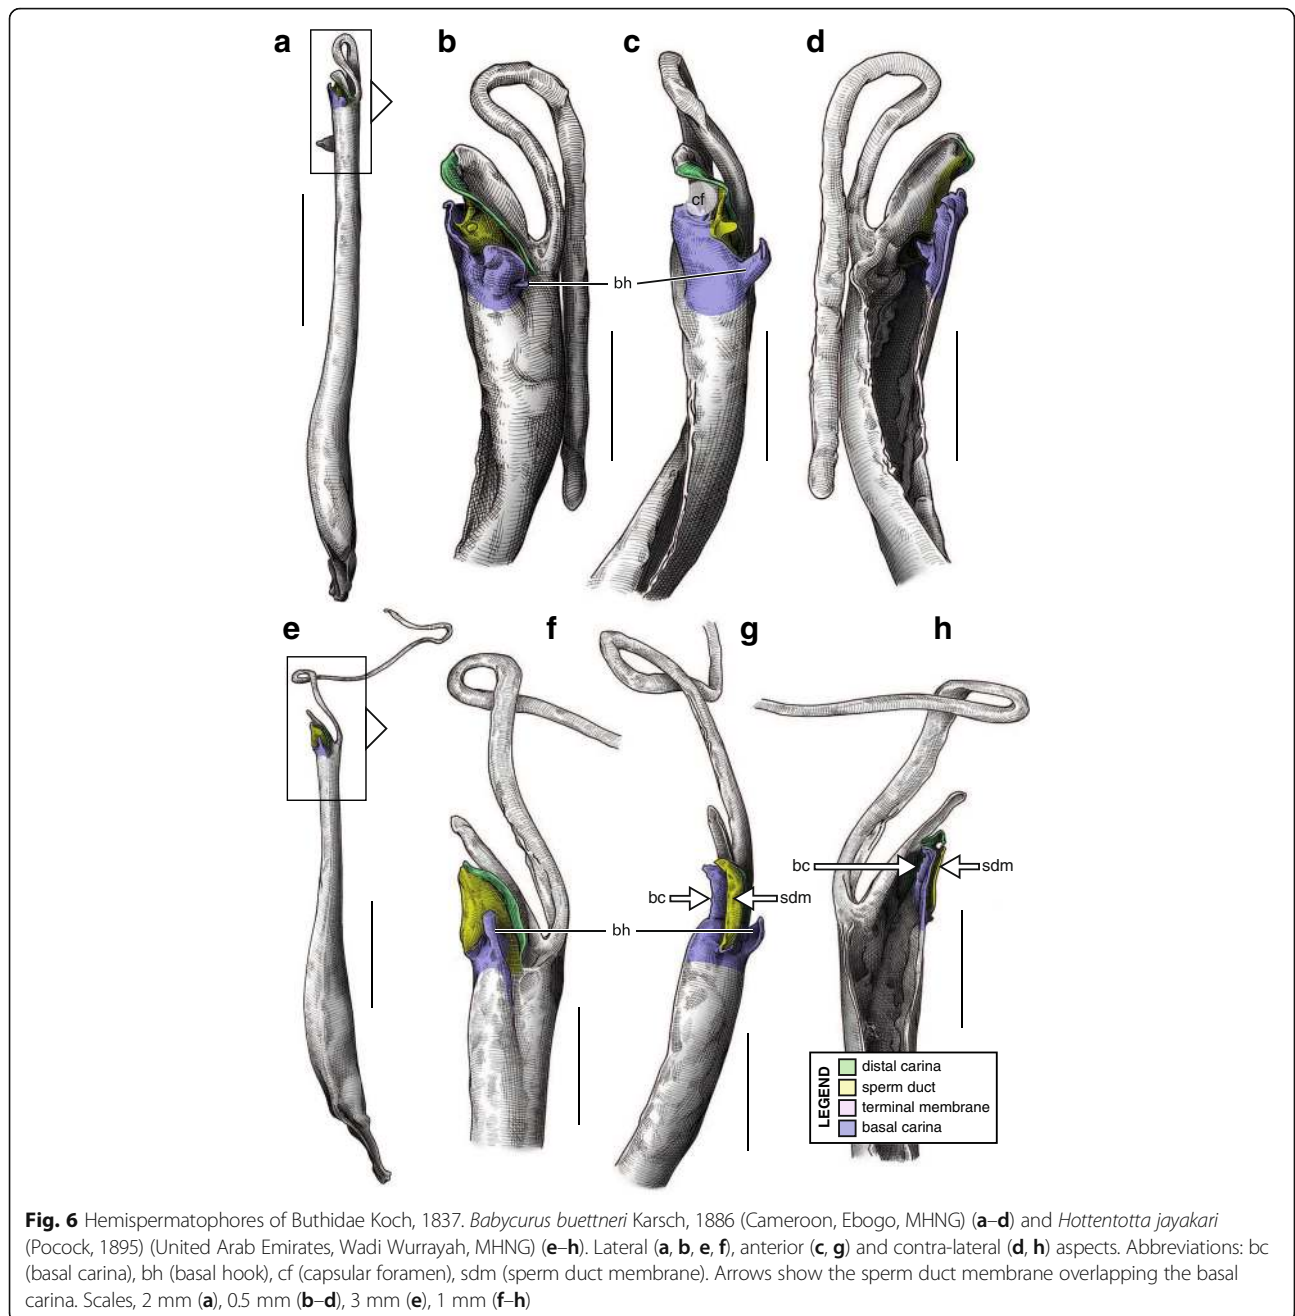 a
b
c
d
cf
bh
e
f
g
h
bc
sdm
bc
sdm
bh
LEGEND
distal carina
sperm duct
terminal membrane
basal carina
Fig. 6 Hemispermatophores of Buthidae Koch, 1837. Babycurus buettneri Karsch, 1886 (Cameroon, Ebogo, MHNG) (a–d) and Hottentotta jayakari
(Pocock, 1895) (United Arab Emirates, Wadi Wurrayah, MHNG) (e–h). Lateral (a, b, e, f), anterior (c, g) and contra-lateral (d, h) aspects. Abbreviations: bc
(basal carina), bh (basal hook), cf (capsular foramen), sdm (sperm duct membrane). Arrows show the sperm duct membrane overlapping the basal
carina. Scales, 2 mm (a), 0.5 mm (b–d), 3 mm (e), 1 mm (f–h)